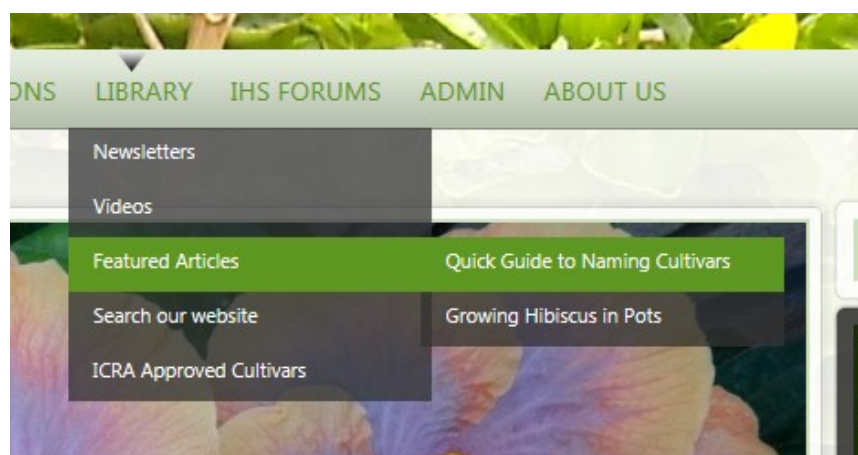 LIBRARY IHS FORUMS ADMIN ABOUT US
Newsletters
Videos
Featured Articles Quick Guide to Naming Cultivars
Search our website Growing Hibiscus in Pots
ICRA Approved Cultivars